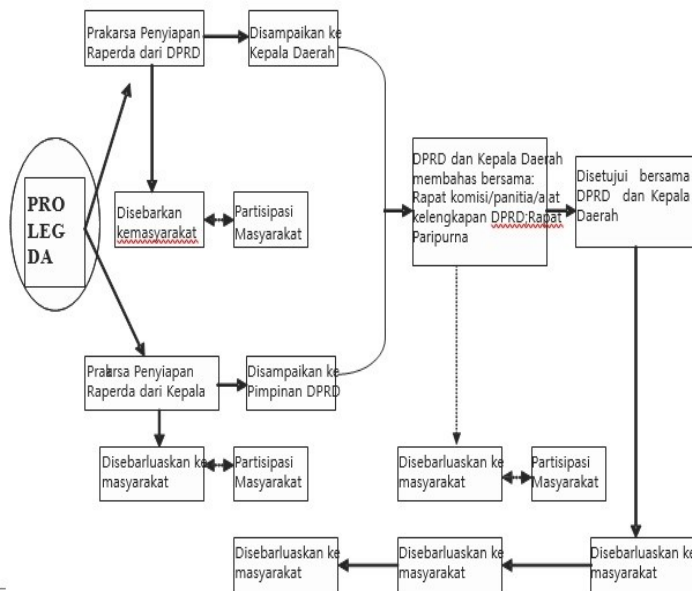 Prakarsa Penyiapan
Raperda dari DPRD
Disampaikan ke
Kepala Daerah
PRO
LEG
DA
Disebarkan
kemasyarakat
Partisipasi
Masyarakat
DPRD dan Kepala Daerah
membahas bersama:
Rapat komisi/panitia/alat
kelengkapan DPRD;Rapat
Paripurna
Disetujui bersama
DPRD dan Kepala
Daerah
Prakarsa Penyiapan
Raperda dari Kepala
Disampaikan ke
Pimpinan DPRD
Disebarluaskan ke
masyarakat
Partisipasi
Masyarakat
Disebarluaskan ke
masyarakat
Partisipasi
Masyarakat
Disebarluaskan ke
masyarakat
Disebarluaskan ke
masyarakat
Disebarluaskan ke
masyarakat